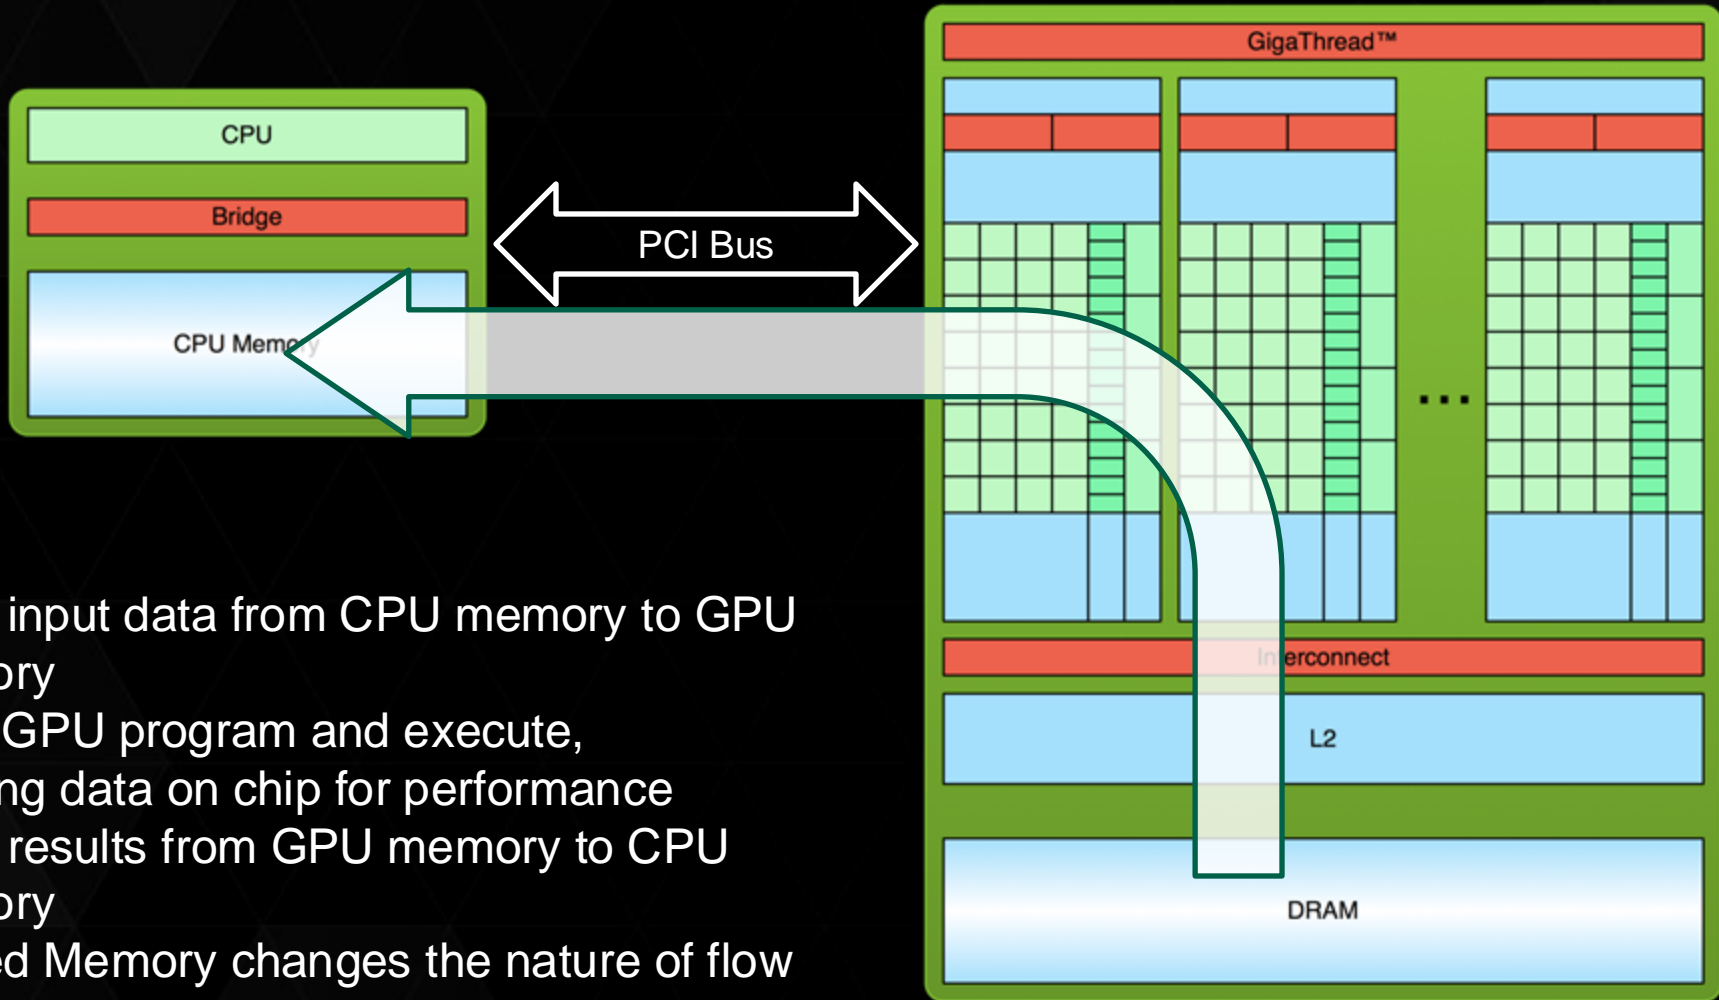 GigaThread™
CPU
Bridge
PCI Bus
CPU Memory
...
input data from CPU memory to GPU
ory
GPU program and execute,
ng data on chip for performance
results from GPU memory to CPU
ory
ed Memory changes the nature of flow
Interconnect
L2
DRAM